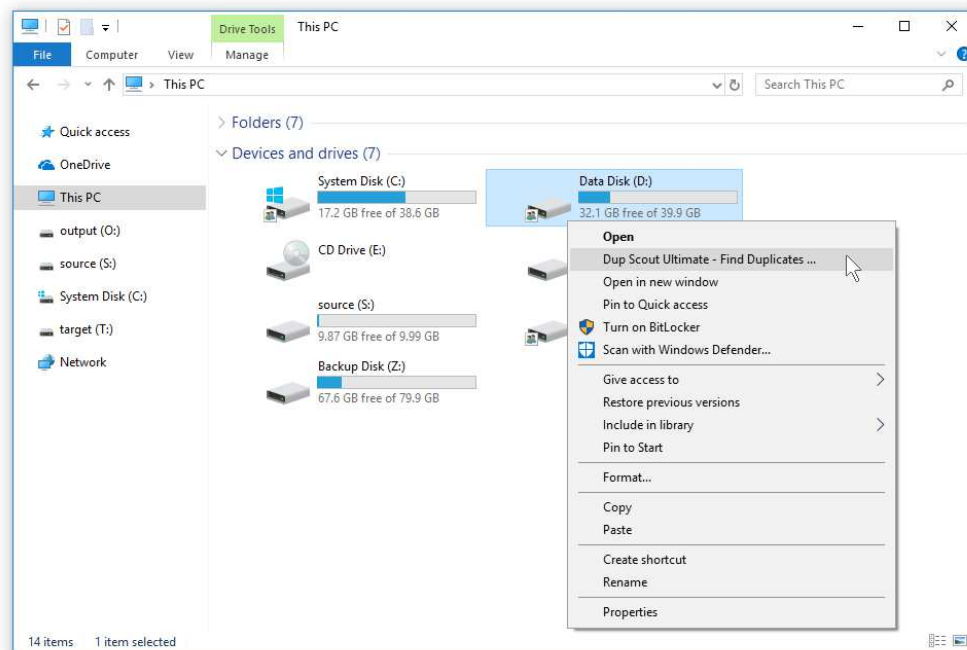 Drive Tools
This PC
File
Computer
View
Manage
This PC
Search This PC
Quick access
OneDrive
This PC
output (O:)
source (S:)
System Disk (C:)
target (T:)
Network
Folders (7)
Devices and drives (7)
System Disk (C:)
17.2 GB free of 38.6 GB
Data Disk (D:)
32.1 GB free of 39.9 GB
CD Drive (E:)
source (S:)
9.87 GB free of 9.99 GB
Backup Disk (Z:)
67.6 GB free of 79.9 GB
Open
Dup Scout Ultimate - Find Duplicates ...
Open in new window
Pin to Quick access
Turn on BitLocker
Scan with Windows Defender...
Give access to
Restore previous versions
Include in library
Pin to Start
Format...
Copy
Paste
Create shortcut
Rename
Properties
14 items
1 item selected